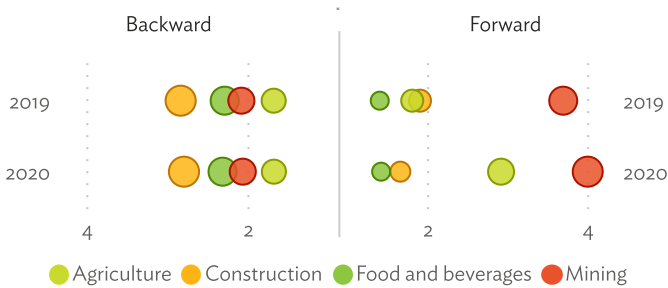 Backward Forward
2019 2019
2020 2020
4 2 2 4
Agriculture Construction Food and beverages Mining